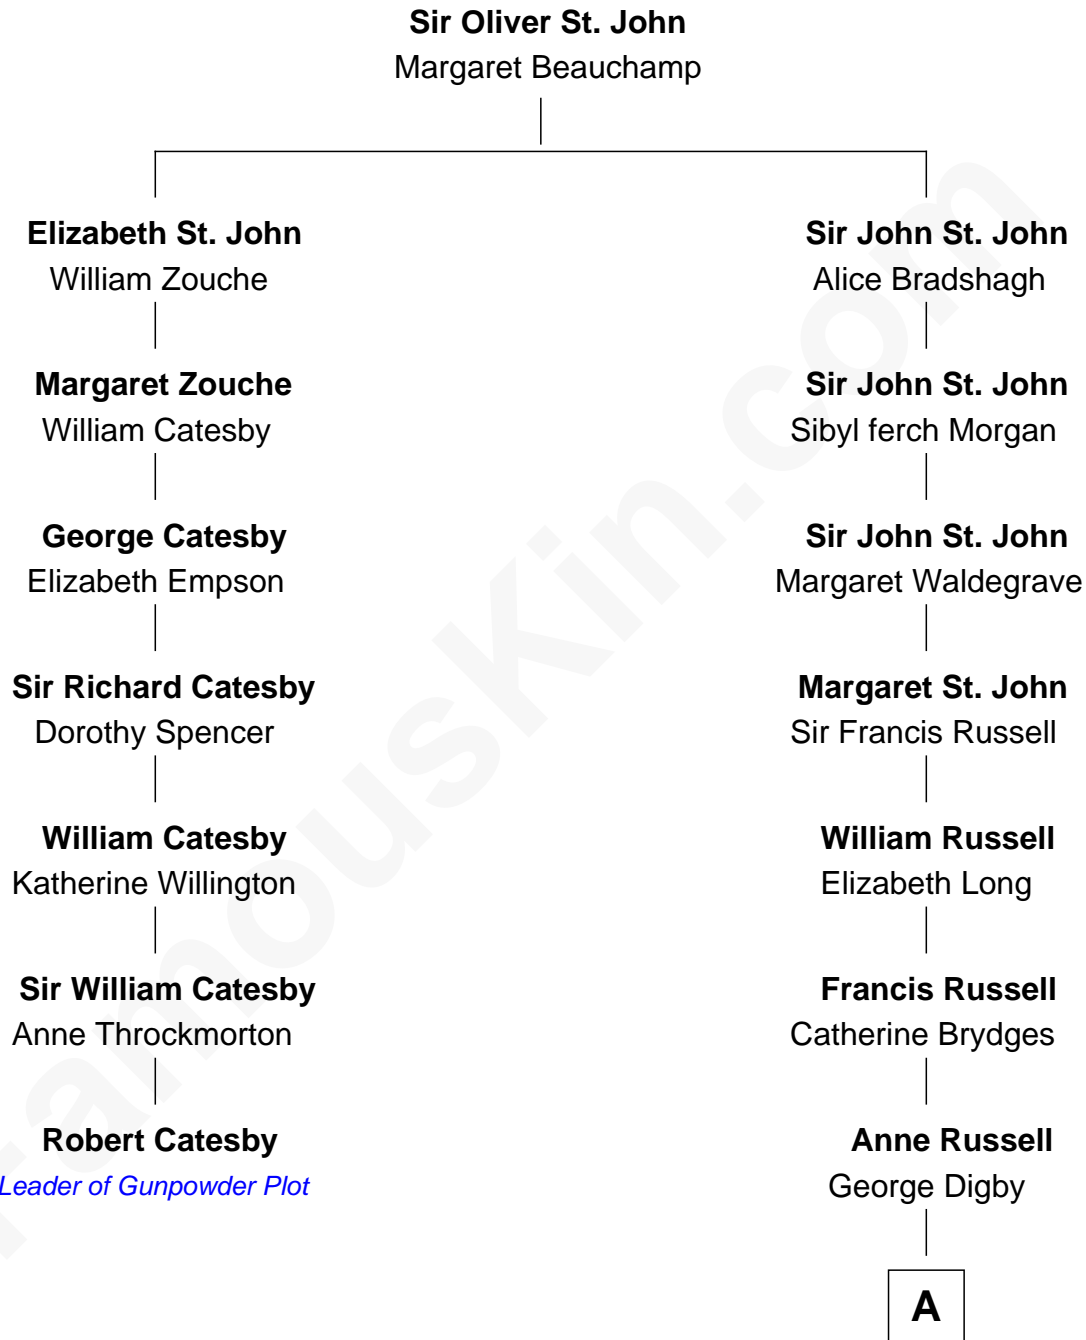 Sir Oliver St. John
Margaret Beauchamp
Elizabeth St. John
William Zouche
Sir John St. John
Alice Bradshagh
Margaret Zouche
William Catesby
Sir John St. John
Sibyl ferch Morgan
George Catesby
Elizabeth Empson
Sir John St. John
Margaret Waldegrave
Sir Richard Catesby
Dorothy Spencer
Margaret St. John
Sir Francis Russell
William Catesby
Katherine Willington
William Russell
Elizabeth Long
Sir William Catesby
Anne Throckmorton
Francis Russell
Catherine Brydges
Robert Catesby
Leader of Gunpowder Plot
Anne Russell
George Digby
A
FamousKin.com